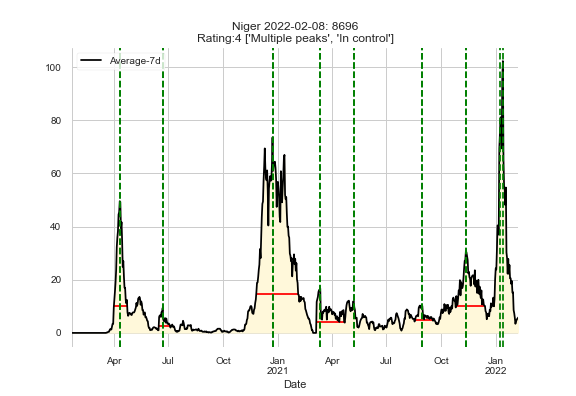 Niger 2022-02-08: 8696
Rating:4 ['Multiple peaks', 'In control']
Average-7d
100
80
60
40
20
0
Apr Jul Oct Jan Apr Jul Oct Jan
2021 2022
Date